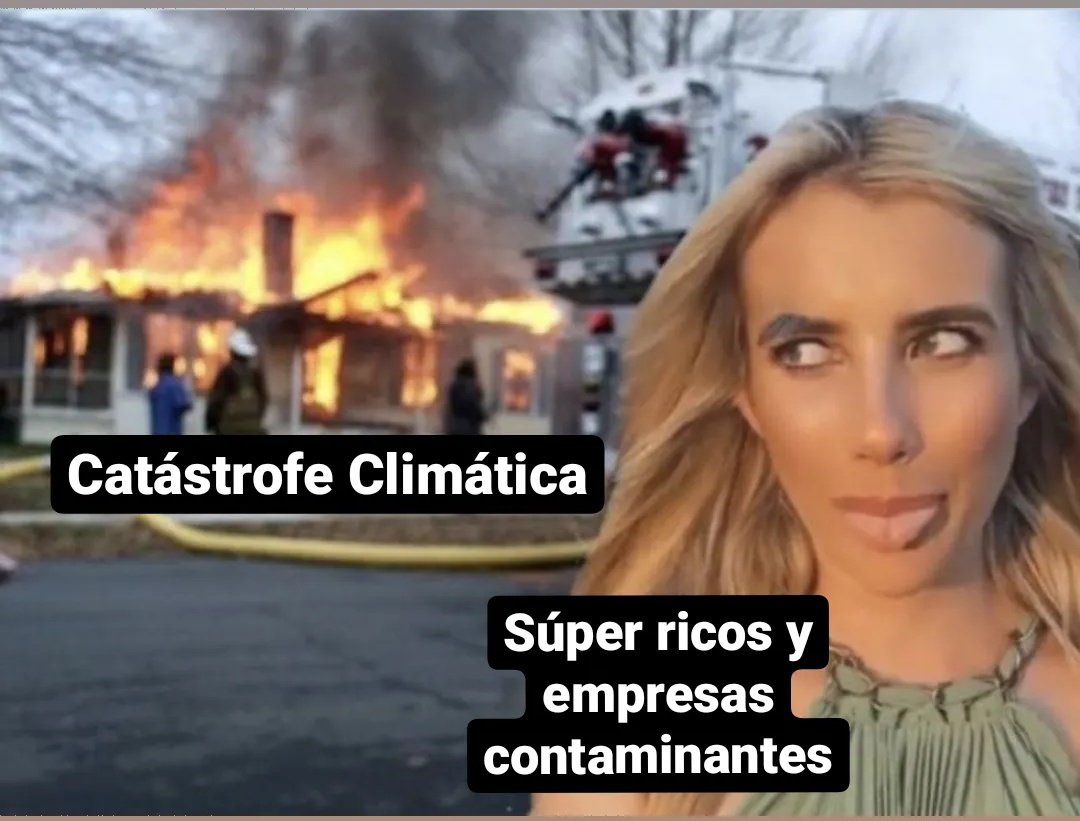 Catástrofe Climática
Súper ricos y
empresas
contaminantes